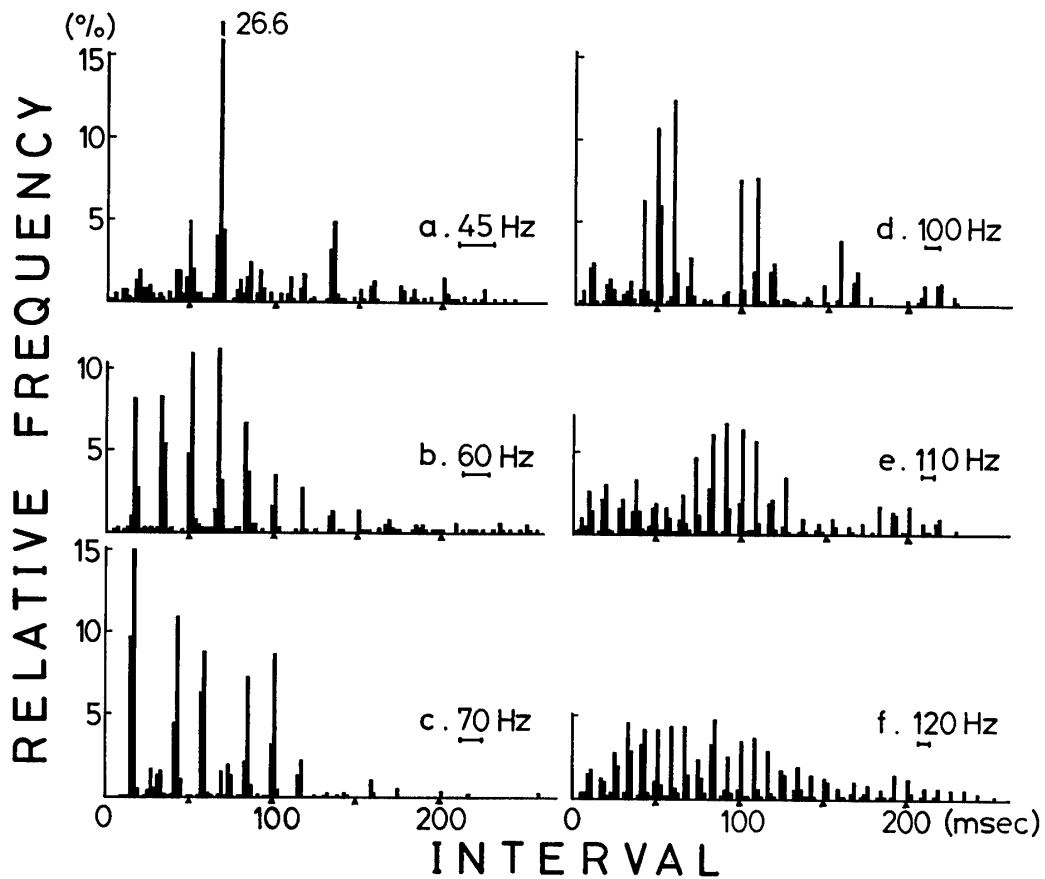 (%)
26.6
15
10
5
a. 45 Hz
d. 100 Hz
10
5
b. 60 Hz
e. 110 Hz
15
10
5
c. 70 Hz
f. 120 Hz
0
100
200
0
100
200 (msec)
RELATIVE FREQUENCY
INTERVAL